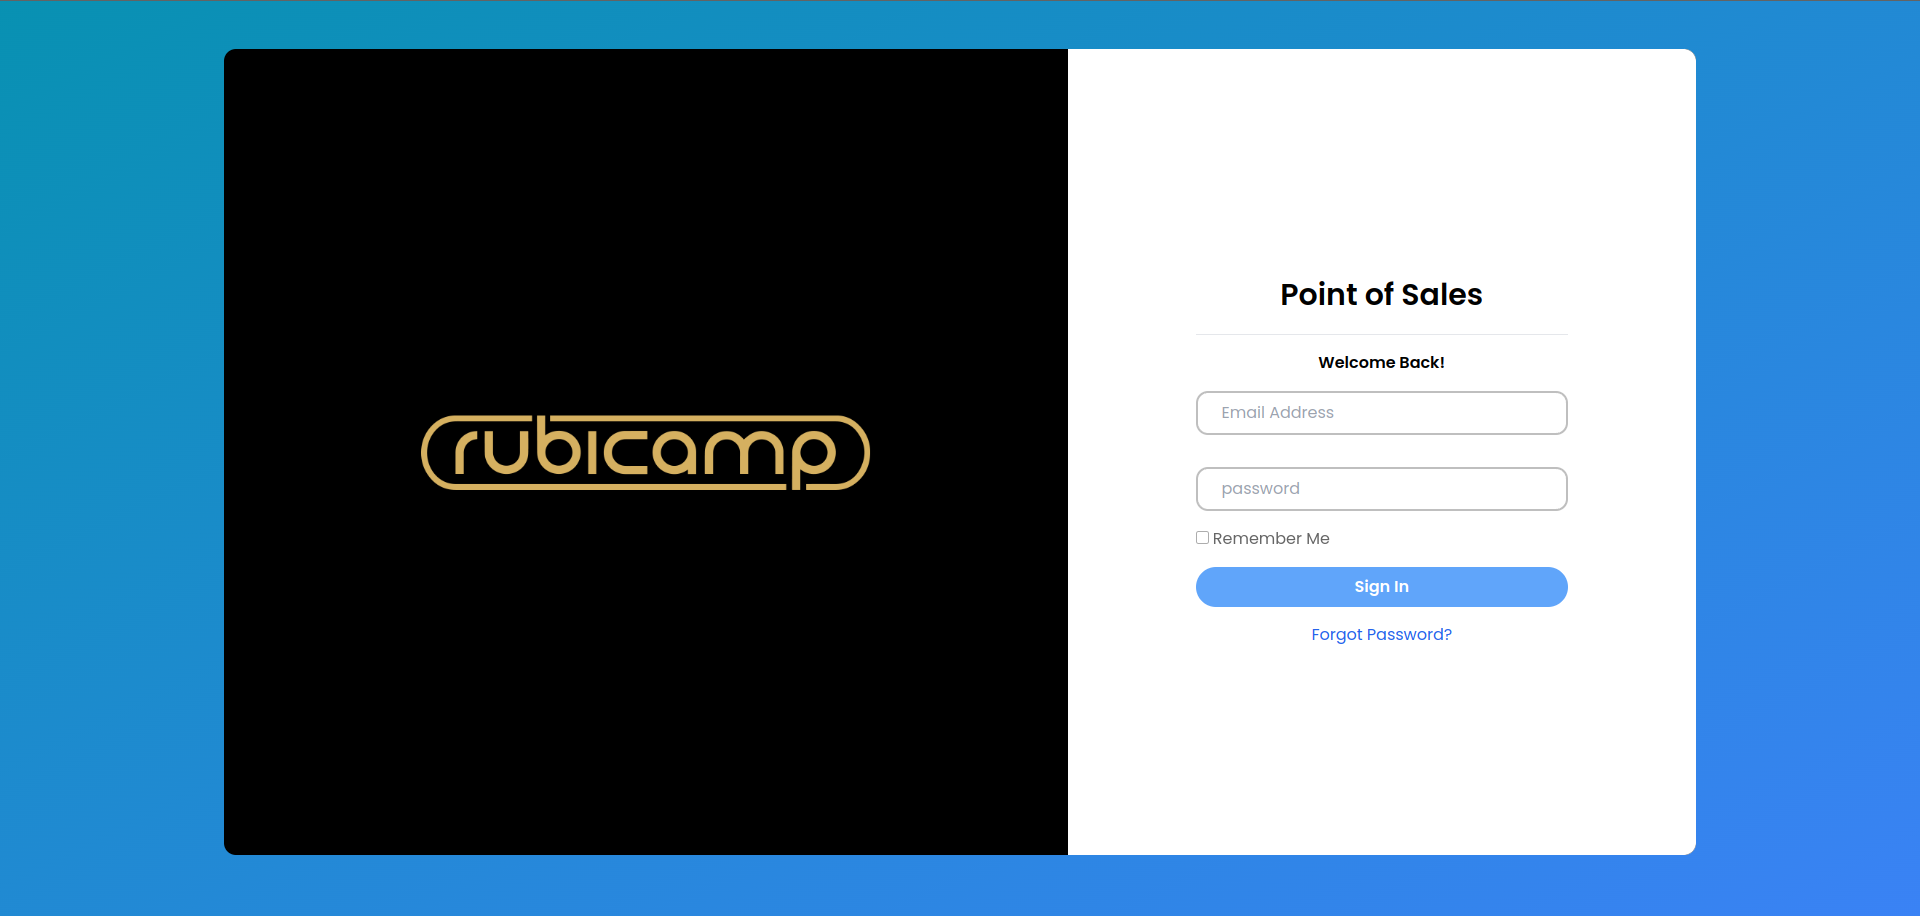 rubicamp
Point of Sales
Welcome Back!
Email Address
password
Remember Me
Sign In
Forgot Password?